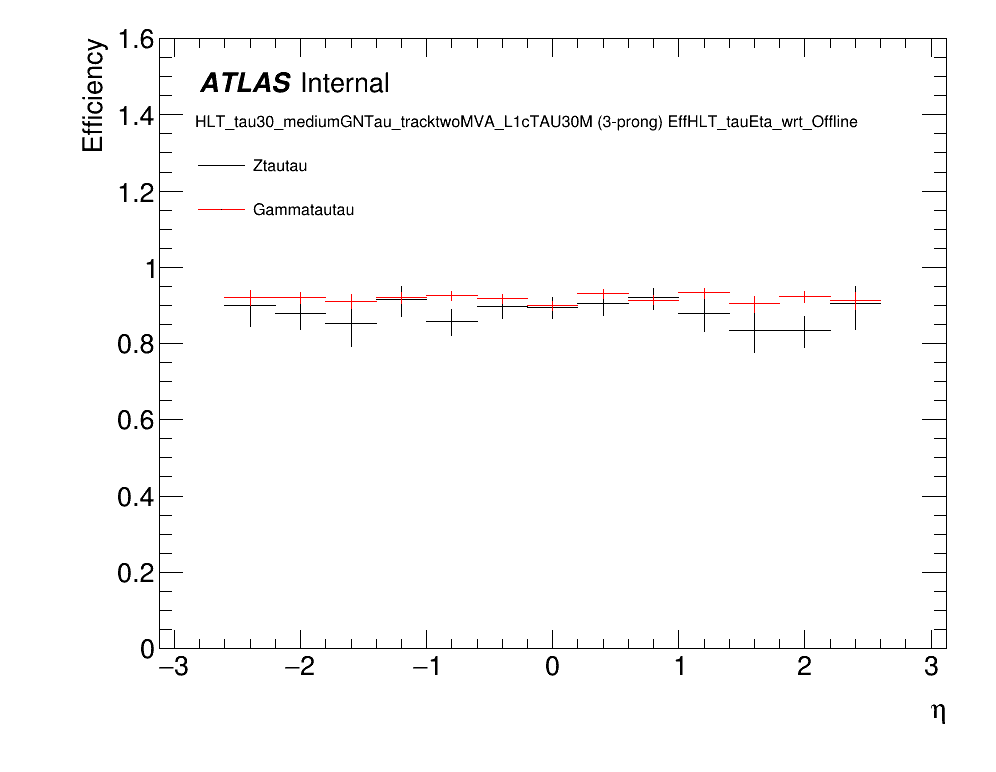 Efficiency
1.6
1.4
1.2
1
0.8
0.6
0.4
0.2
0
ATLAS Internal
HLT_tau30_mediumGNTau_tracktwoMVA_L1cTAU30M (3-prong) EffHLT_tauEta_wrt_Offline
Ztautau
Gammatautau
−3 −2 −1 0 1 2 3
η